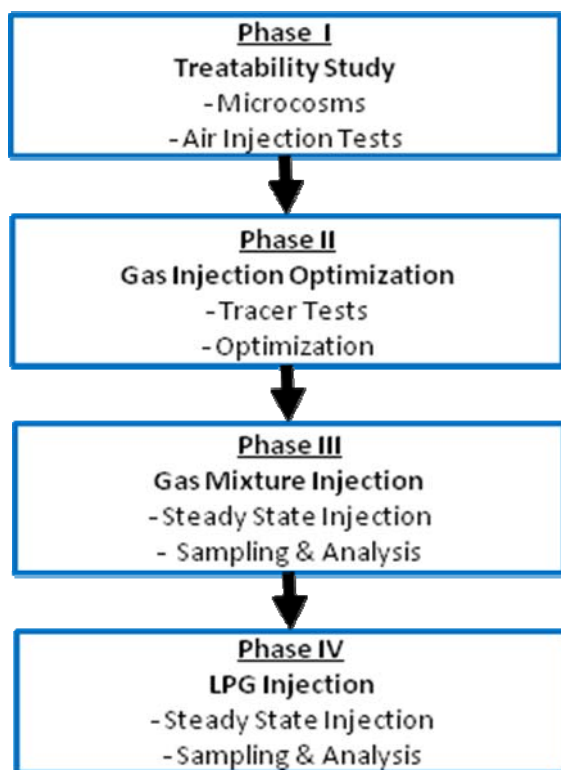 Phase I
Treatability Study
-Microcosms
-Air Injection Tests
Phase II
Gas Injection Optimization
-Tracer Tests
-Optimization
Phase III
Gas Mixture Injection
-Steady State Injection
- Sampling & Analysis
Phase IV
LPG Injection
-Steady State Injection
-Sampling & Analysis